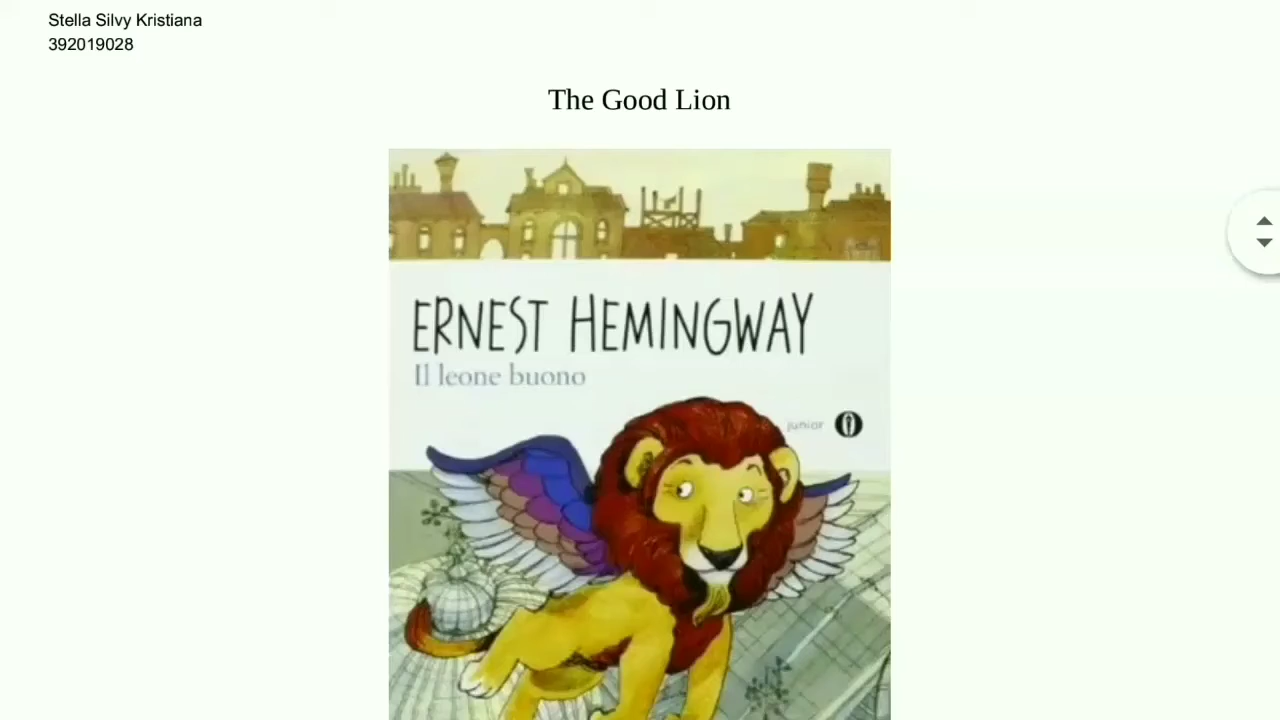 Stella Silvy Kristiana
392019028
The Good Lion
ERNEST HEMINGWAY
Il leone buono
junior